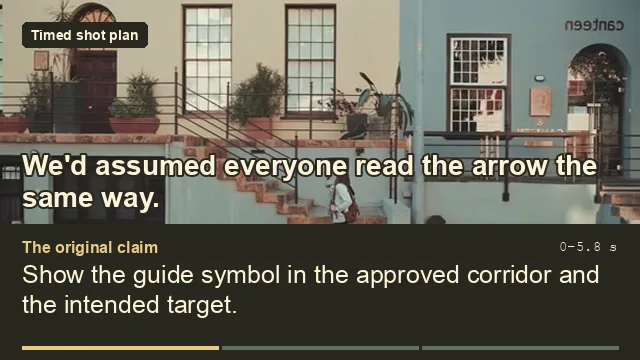 Timed shot plan
canteen
We'd assumed everyone read the arrow the
same way.
The original claim
0–5.8 s
Show the guide symbol in the approved corridor and
the intended target.